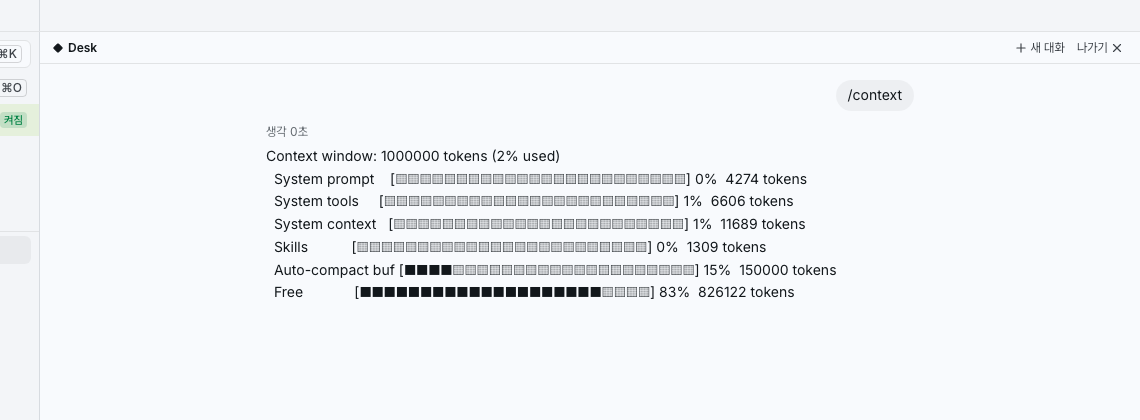 ⌘K
◆ Desk
+ 새 대화 나가기 ×
⌘O
/context
켜짐
생각 0초
Context window: 1000000 tokens (2% used)
System prompt [░░░░░░░░░░░░░░░░░░░░░░░░] 0% 4274 tokens
System tools [░░░░░░░░░░░░░░░░░░░░░░░░] 1% 6606 tokens
System context [░░░░░░░░░░░░░░░░░░░░░░░░] 1% 11689 tokens
Skills [░░░░░░░░░░░░░░░░░░░░░░░░] 0% 1309 tokens
Auto-compact buf [■■■■░░░░░░░░░░░░░░░░░░░░] 15% 150000 tokens
Free [■■■■■■■■■■■■■■■■■■■■░░░░] 83% 826122 tokens